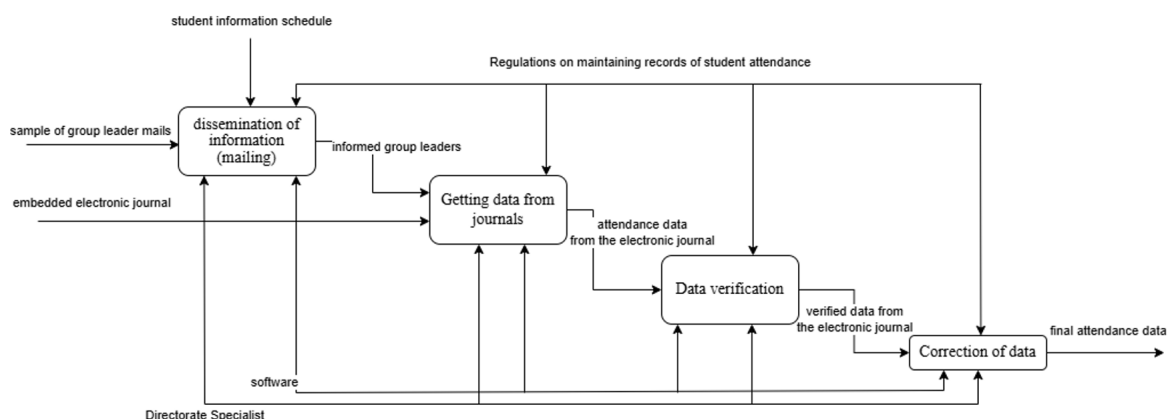 student information schedule
Regulations on maintaining records of student attendance
sample of group leader mails
dissemination of
information
(mailing)
informed group leaders
embedded electronic journal
Getting data from
journals
attendance data
from the electronic journal
Data verification
verified data from
the electronic journal
Correction of data
final attendance data
software
Directorate Specialist